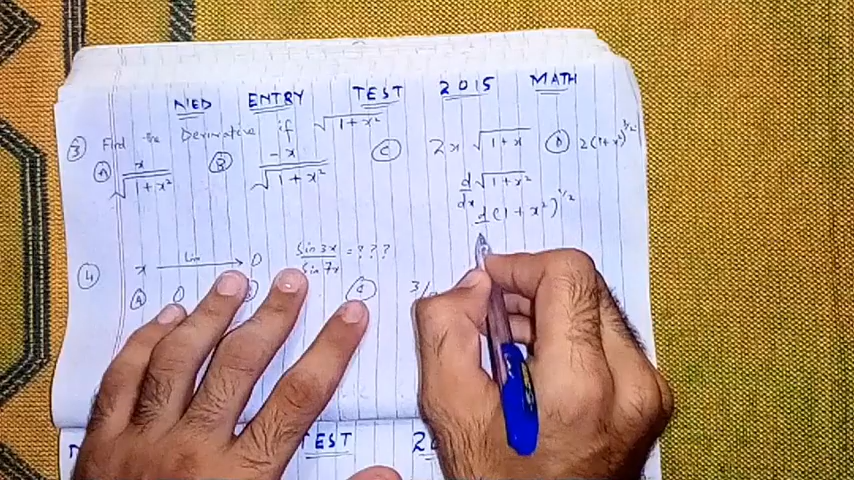 NED ENTRY TEST 2015 MATH
③ Find the Derivative if √(1+x²)
Ⓐ x/√(1+x²) Ⓑ -x/√(1+x²) Ⓒ 2x√(1+x) Ⓓ 2(1+x²)^3/2
d/dx √(1+x²)
d (1+x²)^1/2
④ x Lim→ 0 Sin 3x/Sin 7x = ???
Ⓐ 0 Ⓒ 3/
TEST 2